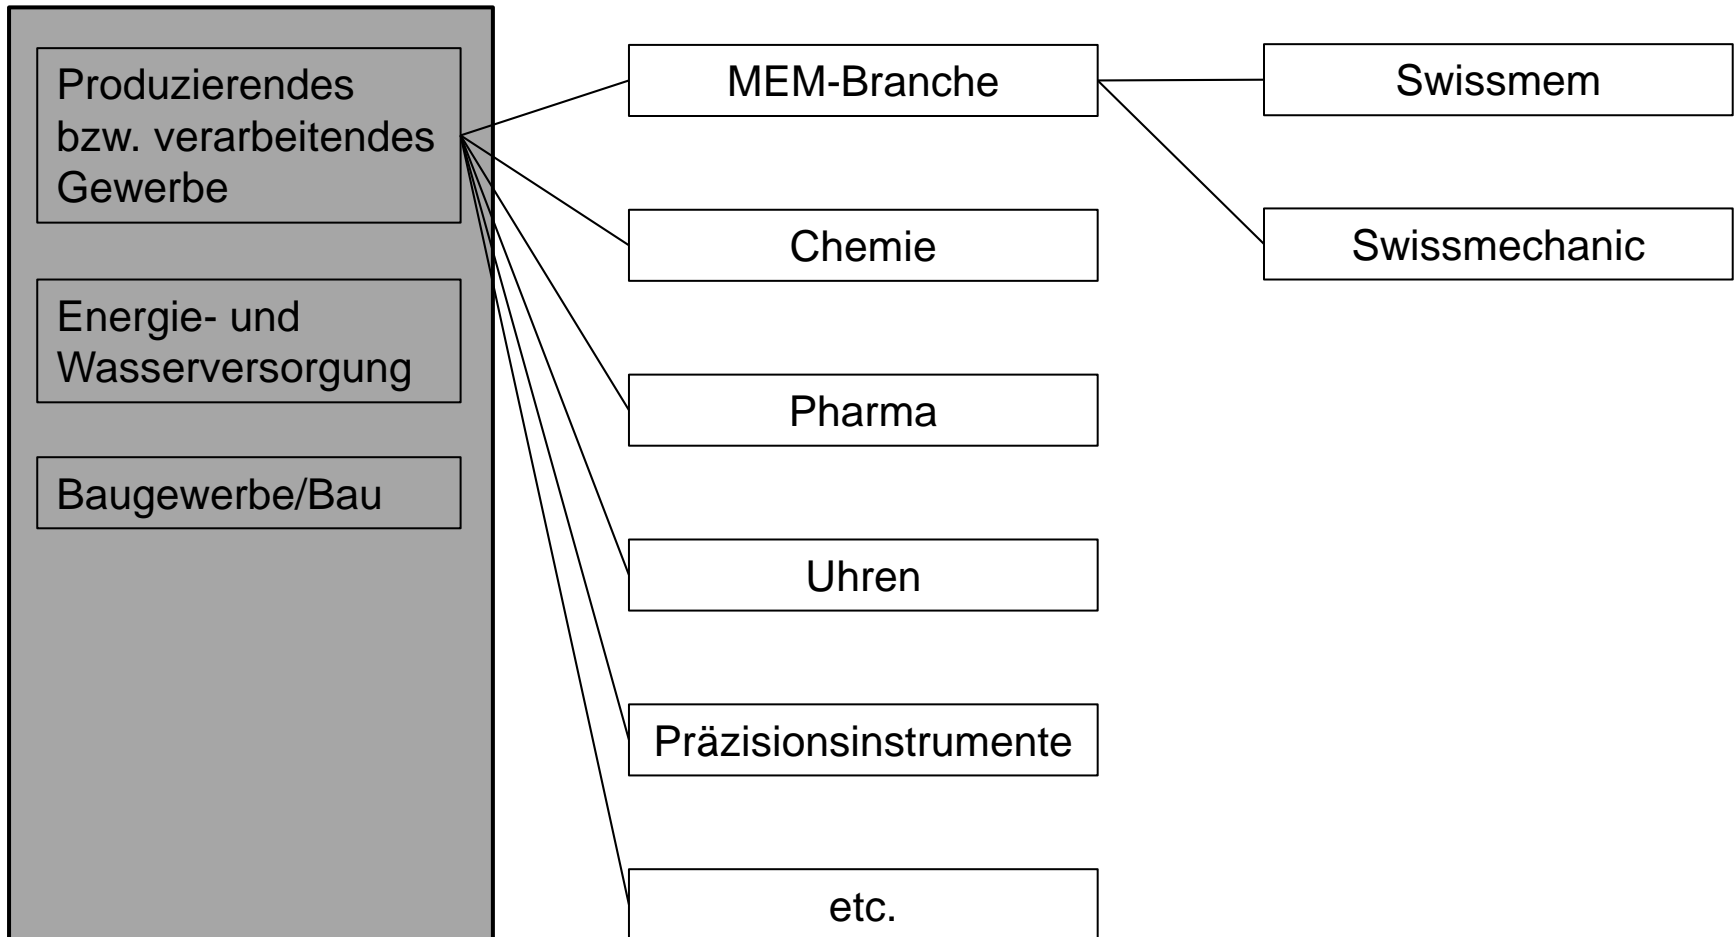 Produzierendes
bzw. verarbeitendes
Gewerbe
Energie- und
Wasserversorgung
Baugewerbe/Bau
MEM-Branche
Chemie
Pharma
Uhren
Präzisionsinstrumente
etc.
Swissmem
Swissmechanic